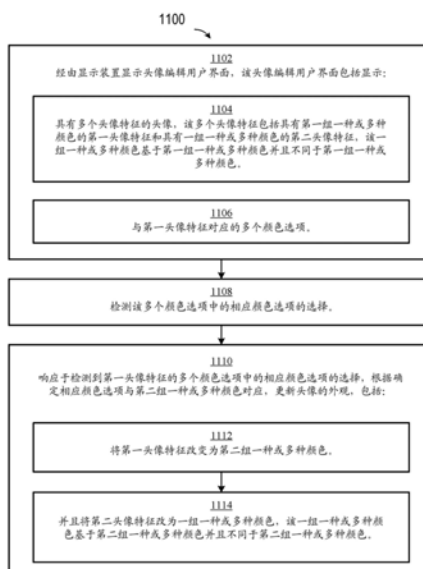 1100
1102
经由显示装置显示头像编辑用户界面，该头像编辑用户界面包括显示：
1104
具有多个头像特征的头像，该多个头像特征包括具有第一组一种或多种
颜色的第一头像特征和具有一组一种或多种颜色的第二头像特征，该一
组一种或多种颜色基于第一组一种或多种颜色并且不同于第一组一种或
多种颜色。
1106
与第一头像特征对应的多个颜色选项。
1108
检测该多个颜色选项中的相应颜色选项的选择。
1110
响应于检测到第一头像特征的多个颜色选项中的相应颜色选项的选择，根据确
定相应颜色选项与第二组一种或多种颜色对应，更新头像的外观，包括：
1112
将第一头像特征改变为第二组一种或多种颜色。
1114
并且将第二头像特征改为一组一种或多种颜色，该一组一种或多种颜
色基于第二组一种或多种颜色并且不同于第二组一种或多种颜色。